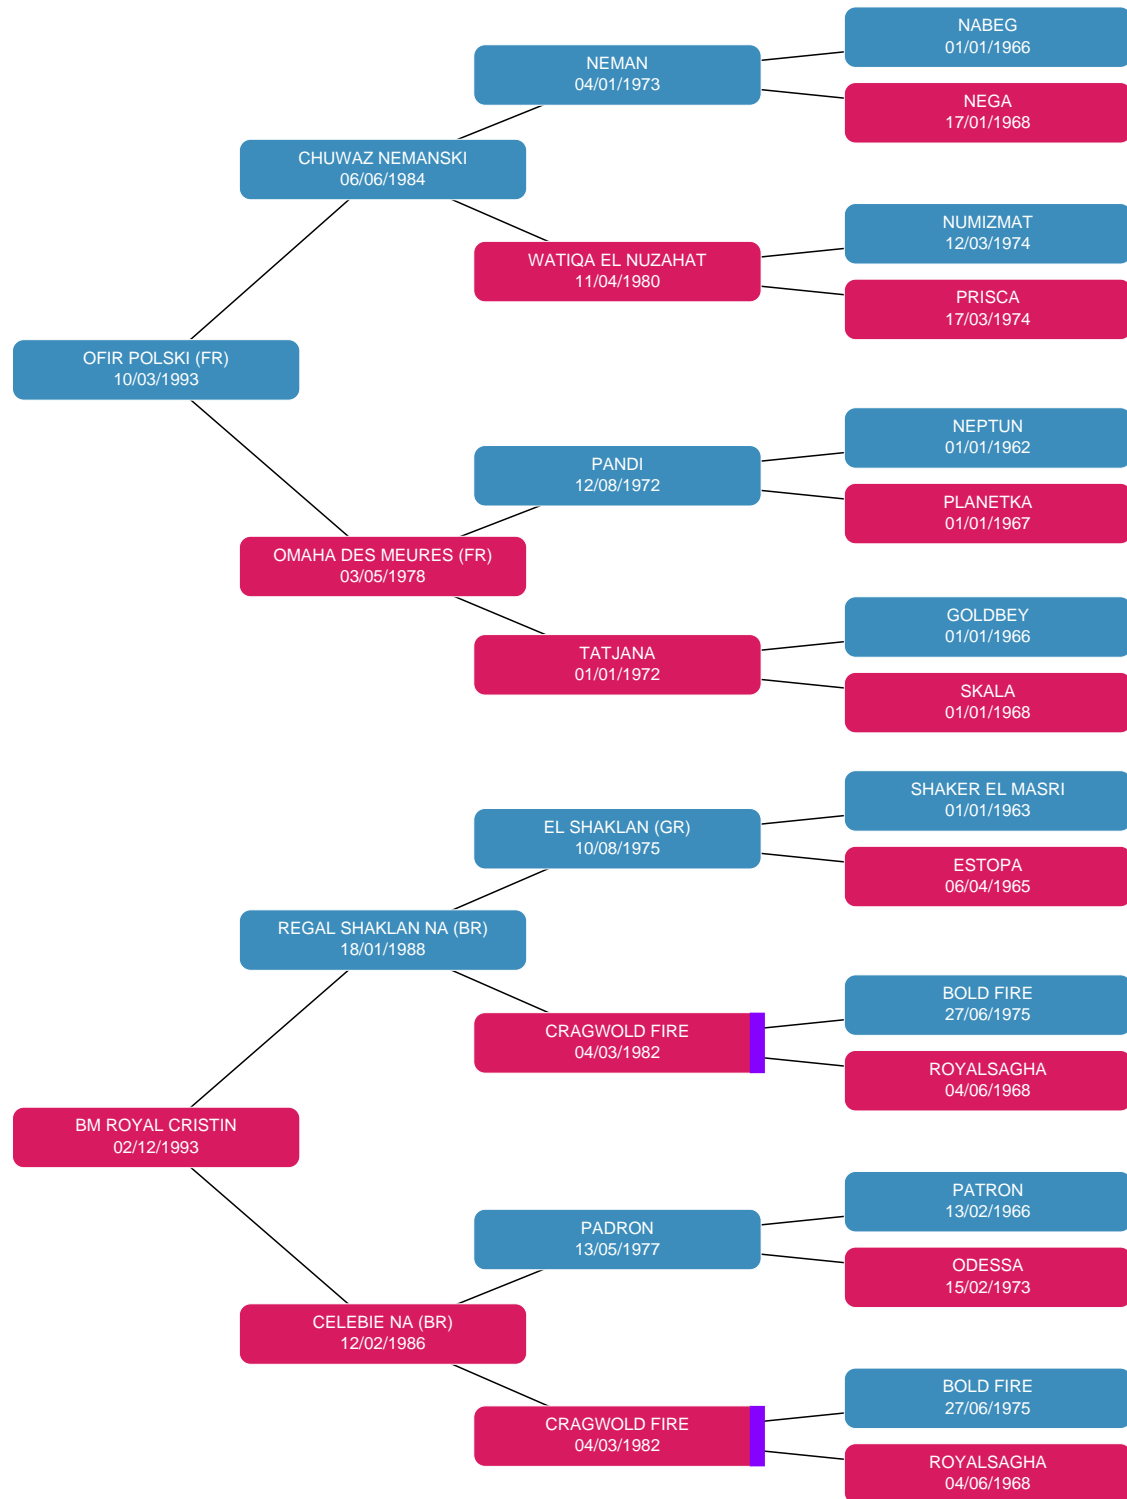 NABEG
01/01/1966
NEMAN
04/01/1973
NEGA
17/01/1968
CHUWAZ NEMANSKI
06/06/1984
NUMIZMAT
12/03/1974
WATIQA EL NUZAHAT
11/04/1980
PRISCA
17/03/1974
OFIR POLSKI (FR)
10/03/1993
NEPTUN
01/01/1962
PANDI
12/08/1972
PLANETKA
01/01/1967
OMAHA DES MEURES (FR)
03/05/1978
GOLDBEY
01/01/1966
TATJANA
01/01/1972
SKALA
01/01/1968
SHAKER EL MASRI
01/01/1963
EL SHAKLAN (GR)
10/08/1975
ESTOPA
06/04/1965
REGAL SHAKLAN NA (BR)
18/01/1988
BOLD FIRE
27/06/1975
CRAGWOLD FIRE
04/03/1982
ROYALSAGHA
04/06/1968
BM ROYAL CRISTIN
02/12/1993
PATRON
13/02/1966
PADRON
13/05/1977
ODESSA
15/02/1973
CELEBIE NA (BR)
12/02/1986
BOLD FIRE
27/06/1975
CRAGWOLD FIRE
04/03/1982
ROYALSAGHA
04/06/1968